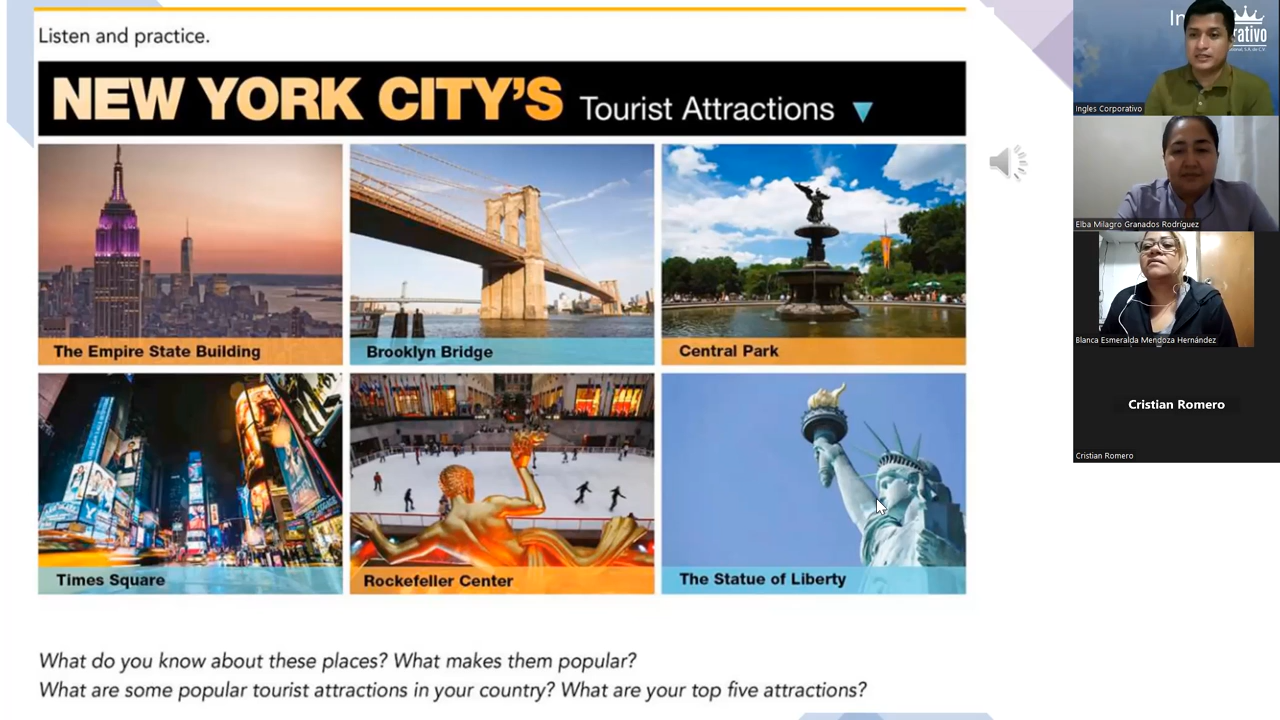 Listen and practice.
NEW YORK CITY'S Tourist Attractions
The Empire State Building
Brooklyn Bridge
Central Park
Times Square
Rockefeller Center
The Statue of Liberty
What do you know about these places? What makes them popular?
What are some popular tourist attractions in your country? What are your top five attractions?
Ingles Corporativo
Elba Milagro Granados Rodríguez
Blanca Esmeralda Mendoza Hernández
Cristian Romero
Cristian Romero